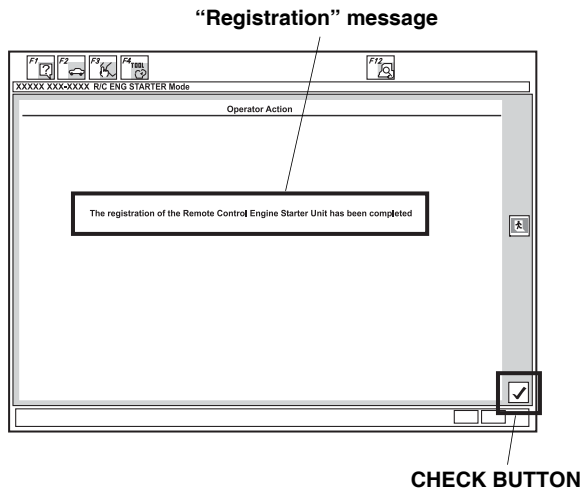 “Registration” message
F1 F2 F3 F4 TOOL F12
XXXXX XXX-XXXX R/C ENG STARTER Mode
Operator Action
The registration of the Remote Control Engine Starter Unit has been completed
CHECK BUTTON